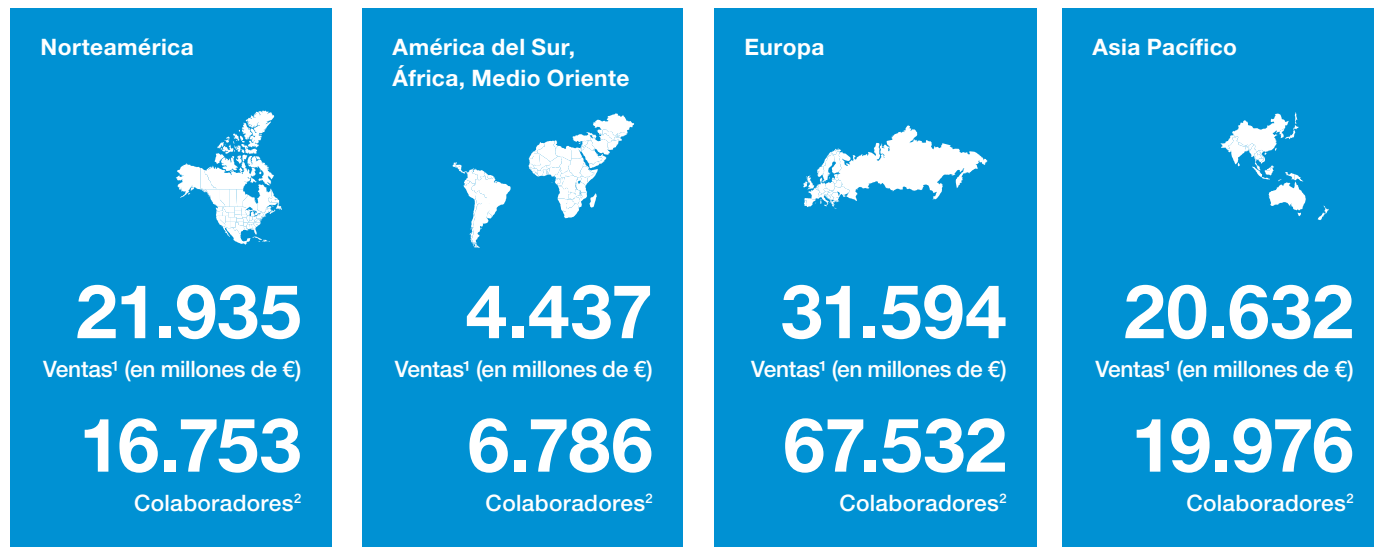 Norteamérica
21.935
Ventas¹ (en millones de €)
16.753
Colaboradores²
América del Sur,
África, Medio Oriente
4.437
Ventas¹ (en millones de €)
6.786
Colaboradores²
Europa
31.594
Ventas¹ (en millones de €)
67.532
Colaboradores²
Asia Pacífico
20.632
Ventas¹ (en millones de €)
19.976
Colaboradores²